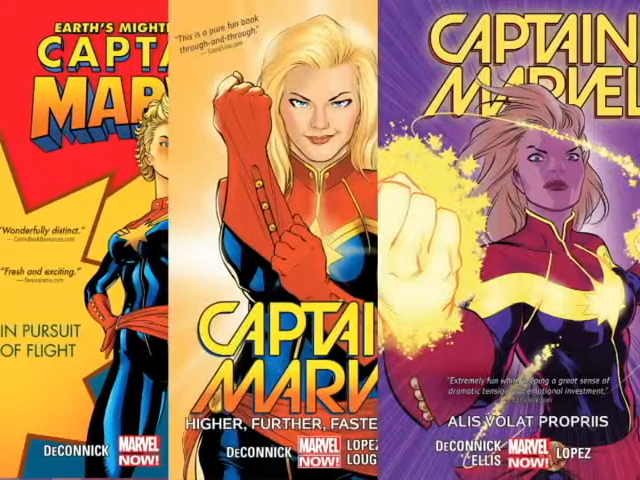 EARTH'S MIGHTI
CAPTA
MAR
"Wonderfully distinct."
— ComicBookResources.com
"Fresh and exciting."
IN PURSUIT
OF FLIGHT
DeCONNICK
MARVEL
NOW!
"This is a pure fun book
through-and-through."
CAPTAI
MARV
HIGHER, FURTHER, FASTE
DeCONNICK
MARVEL
NOW!
LOPEZ
LOUG
CAPTAIN
MARVEL
"Extremely fun while keeping a great sense of
dramatic tension and emotional investment."
ALIS VOLAT PROPRIIS
DeCONNICK
ELLIS
MARVEL
NOW!
LOPEZ